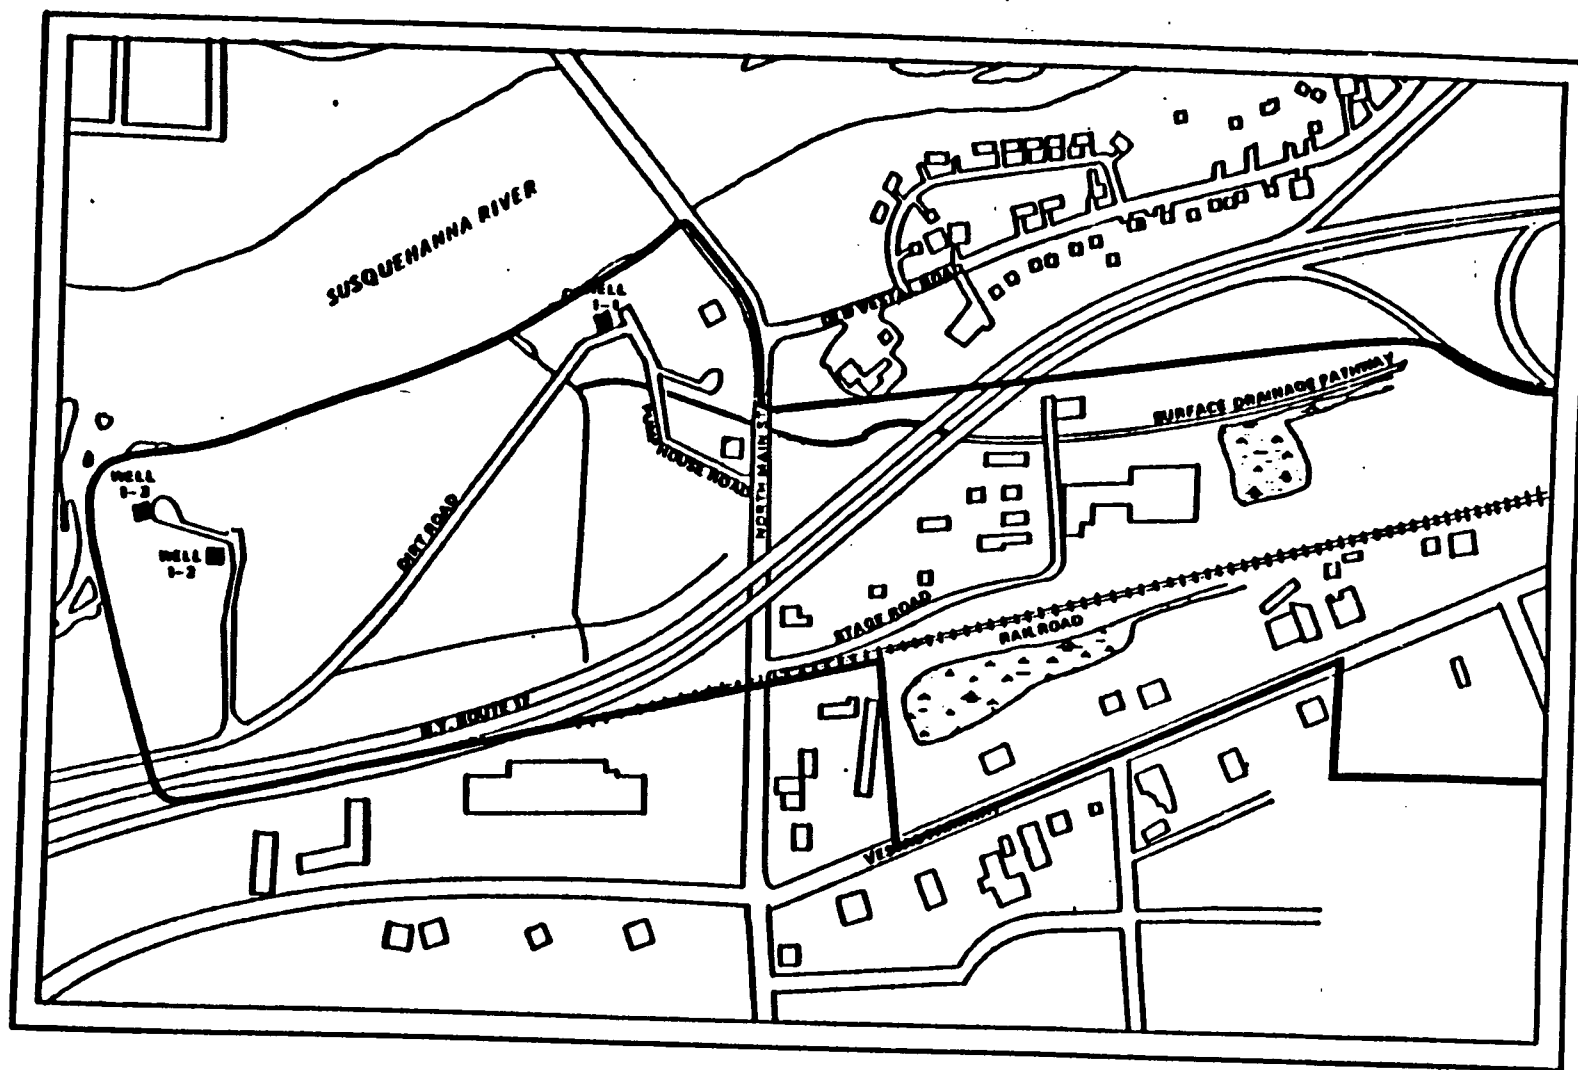 SUSQUEHANNA RIVER
WELL
1-1
ROAD
SURFACE DRAINAGE PATHWAY
NORTH MAIN ST.
HOUSE ROAD
WELL
1-3
WELL
1-2
DIRT ROAD
STAGE ROAD
RAILROAD
N.Y. ROUTE 17